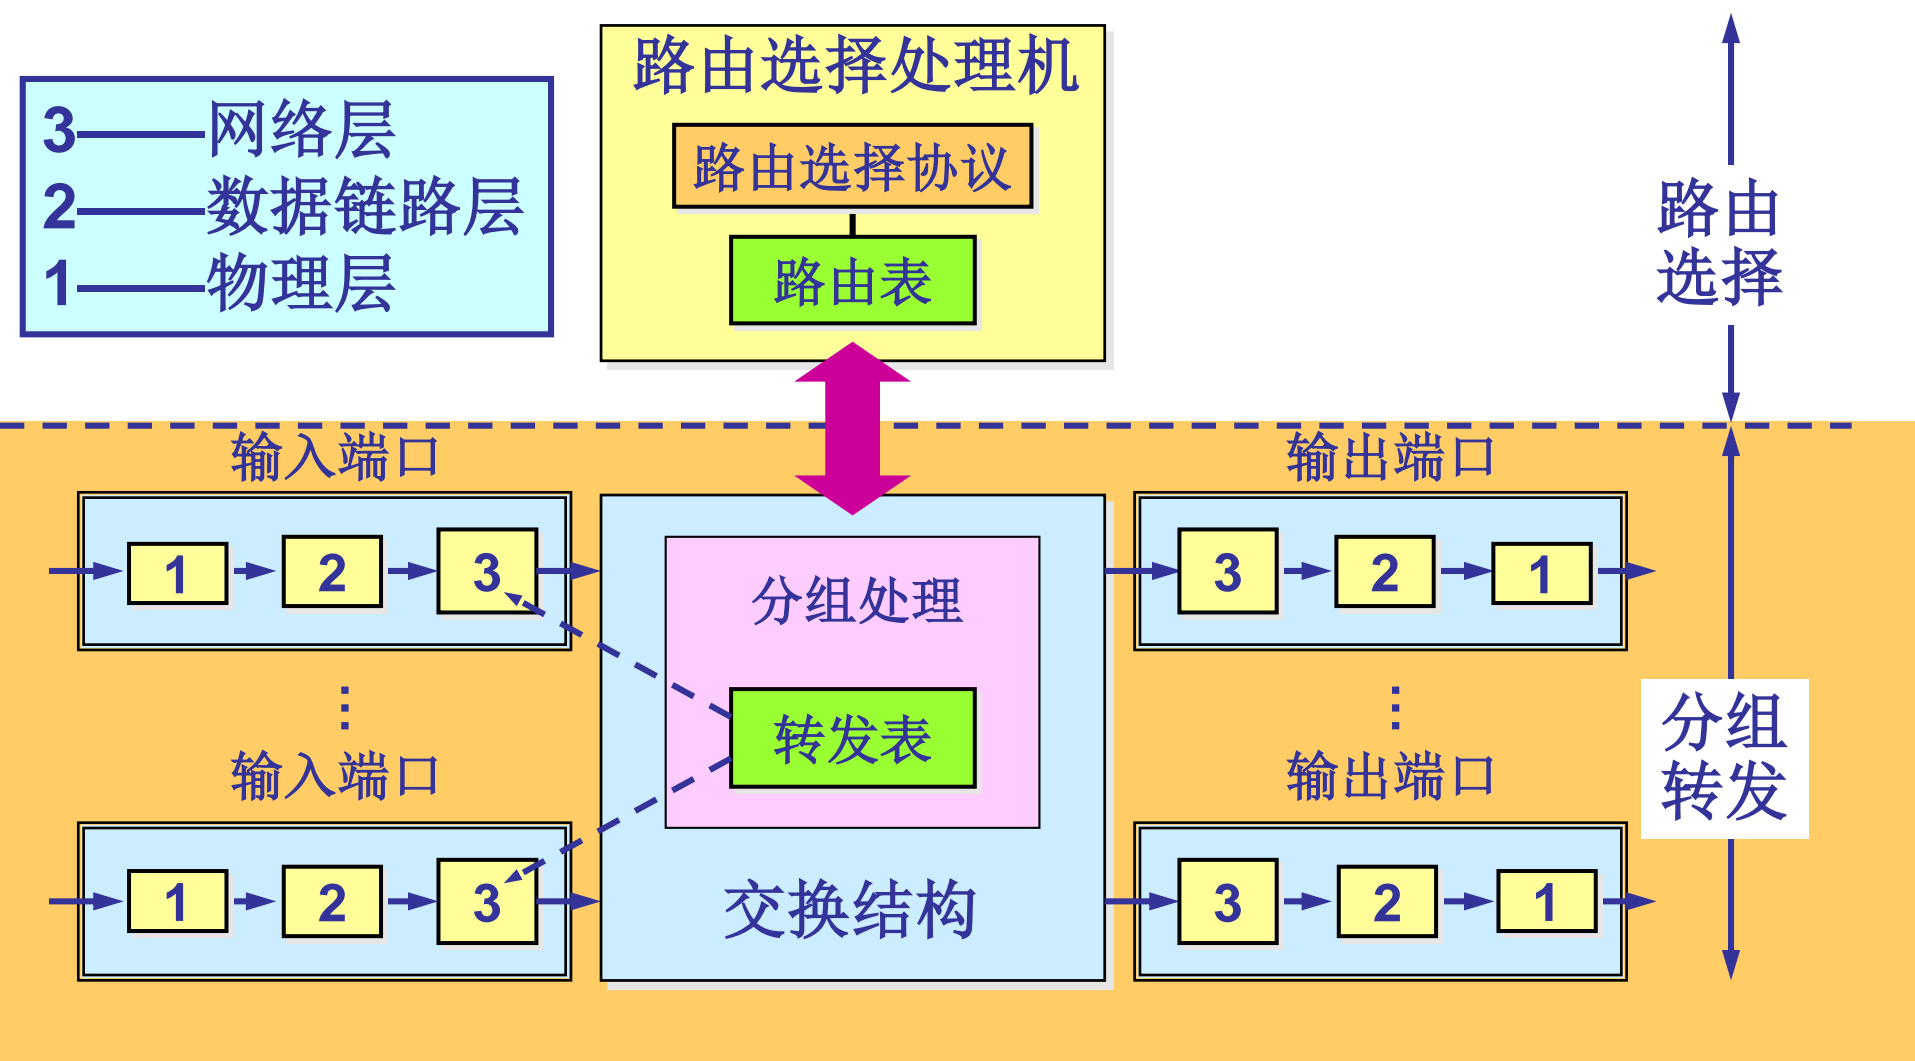 3——网络层
2——数据链路层
1——物理层
路由选择处理机
路由选择协议
路由表
路由
选择
输入端口
1 2 3
⋮
输入端口
1 2 3
分组处理
转发表
交换结构
输出端口
3 2 1
⋮
输出端口
3 2 1
分组
转发